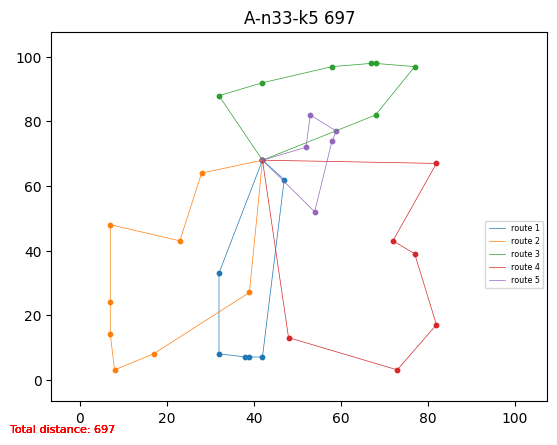 A-n33-k5 697
100
80
60
40
20
0
0 20 40 60 80 100
route 1
route 2
route 3
route 4
route 5
Total distance: 697